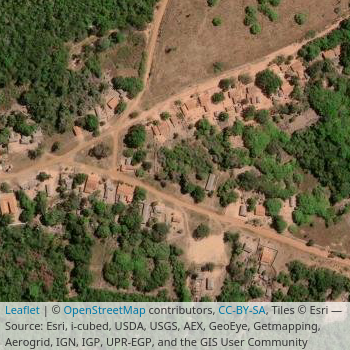 Leaflet | © OpenStreetMap contributors, CC-BY-SA, Tiles © Esri —
Source: Esri, i-cubed, USDA, USGS, AEX, GeoEye, Getmapping,
Aerogrid, IGN, IGP, UPR-EGP, and the GIS User Community